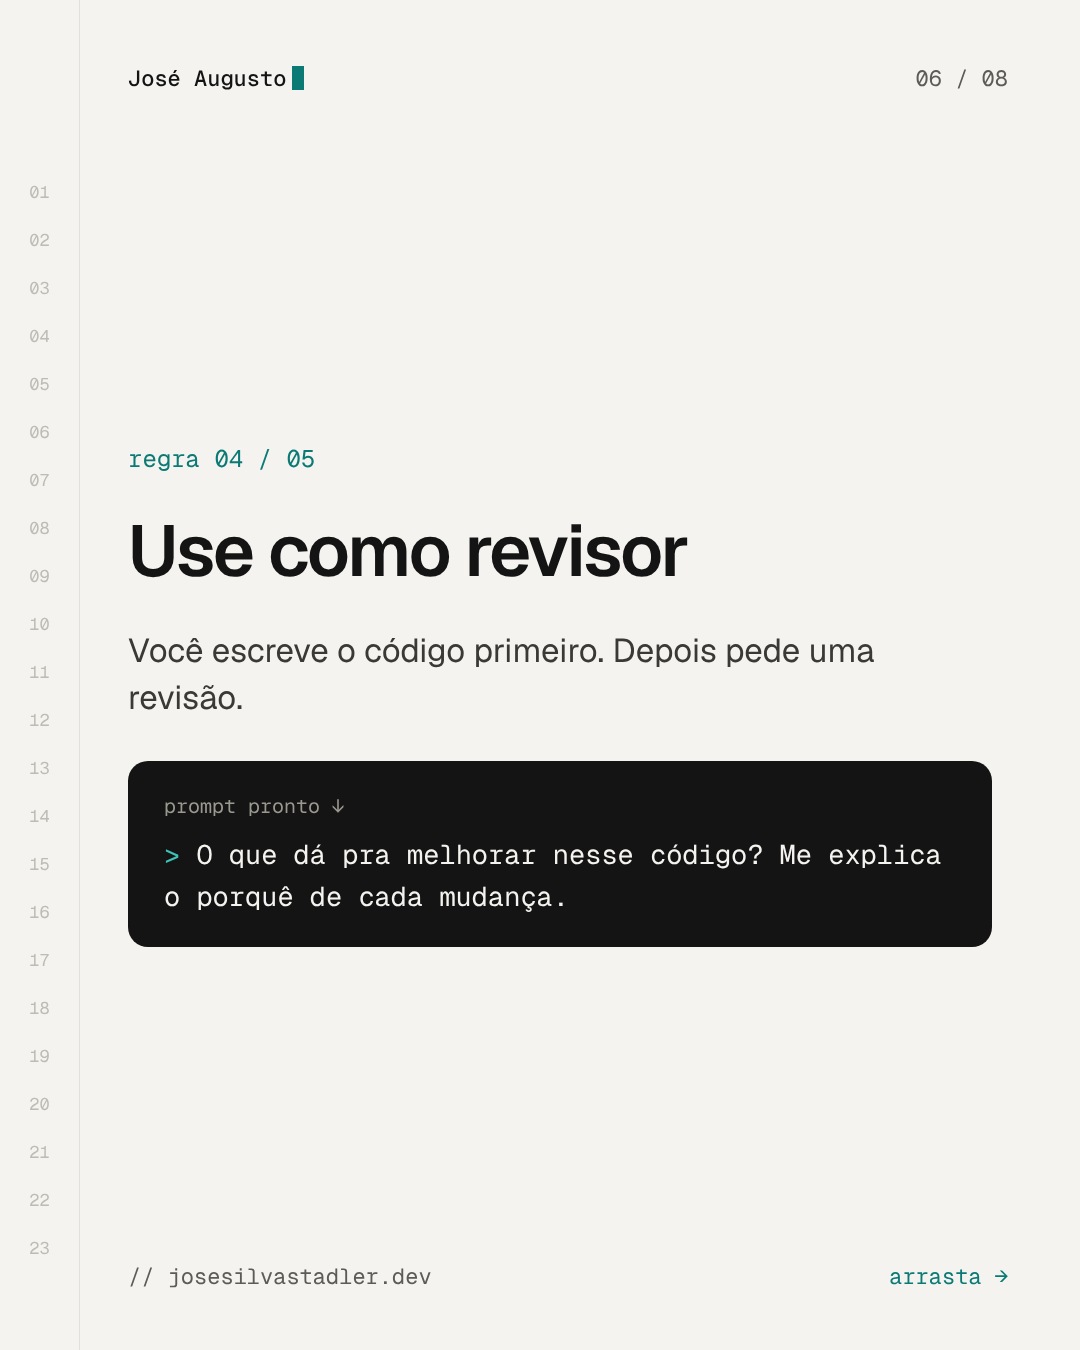 José Augusto
06 / 08
01
02
03
04
05
06
07
08
09
10
11
12
13
14
15
16
17
18
19
20
21
22
23
regra 04 / 05
Use como revisor
Você escreve o código primeiro. Depois pede uma
revisão.
prompt pronto ↓
> O que dá pra melhorar nesse código? Me explica
o porquê de cada mudança.
// josesilvastadler.dev
arrasta →